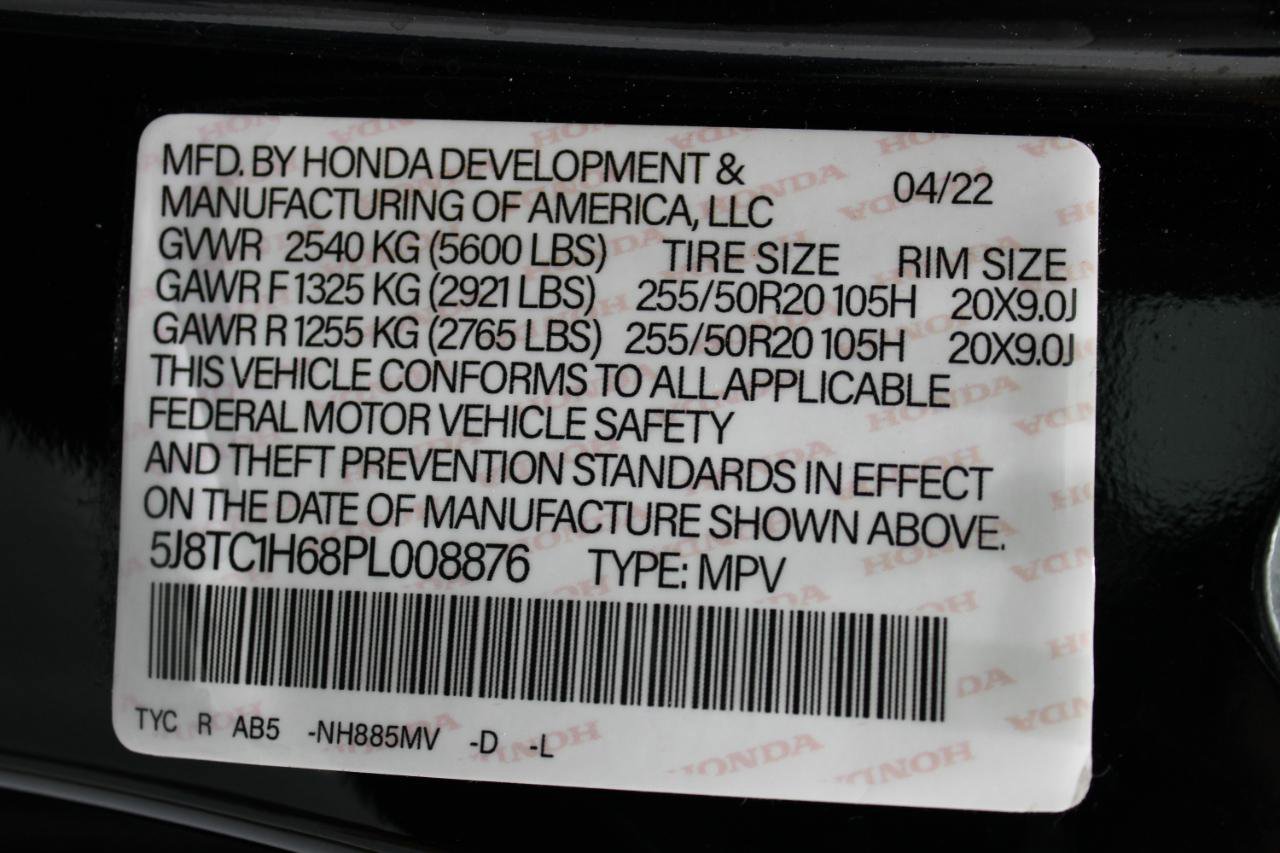 MFD. BY HONDA DEVELOPMENT &
MANUFACTURING OF AMERICA, LLC 04/22
GVWR 2540 KG (5600 LBS) TIRE SIZE RIM SIZE
GAWR F 1325 KG (2921 LBS) 255/50R20 105H 20X9.0J
GAWR R 1255 KG (2765 LBS) 255/50R20 105H 20X9.0J
THIS VEHICLE CONFORMS TO ALL APPLICABLE
FEDERAL MOTOR VEHICLE SAFETY
AND THEFT PREVENTION STANDARDS IN EFFECT
ON THE DATE OF MANUFACTURE SHOWN ABOVE.
5J8TC1H68PL008876 TYPE: MPV
TYC R AB5 -NH885MV -D -L